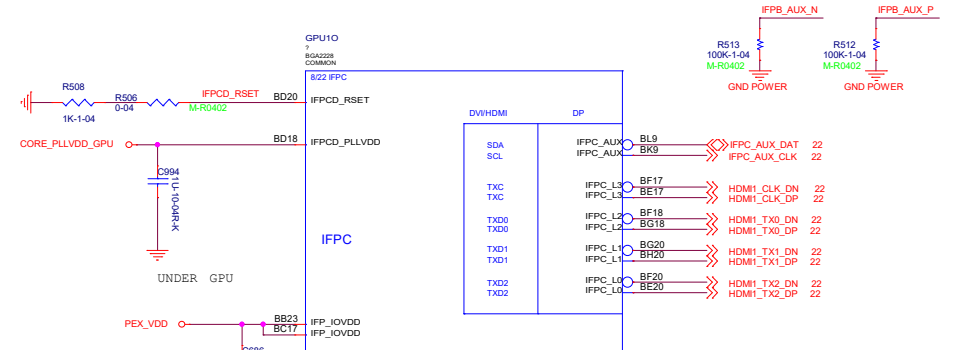 IFPB_AUX_N
IFPB_AUX_P
GPU1O
?
BGA2228
COMMON
R513
100K-1-04
M-R0402
R512
100K-1-04
M-R0402
GND POWER
GND POWER
8/22 IFPC
R508
1K-1-04
R506
0-04
IFPCD_RSET
M-R0402
BD20
IFPCD_RSET
CORE_PLLVDD_GPU
BD18
IFPCD_PLLVDD
C994
1U-10-04R-K
UNDER GPU
IFPC
DVI/HDMI
DP
SDA
SCL
IFPC_AUX
IFPC_AUX
BL9
BK9
IFPC_AUX_DAT 22
IFPC_AUX_CLK 22
TXC
TXC
IFPC_L3
IFPC_L3
BF17
BE17
HDMI1_CLK_DN 22
HDMI1_CLK_DP 22
TXD0
TXD0
IFPC_L2
IFPC_L2
BF18
BG18
HDMI1_TX0_DN 22
HDMI1_TX0_DP 22
TXD1
TXD1
IFPC_L1
IFPC_L1
BG20
BH20
HDMI1_TX1_DN 22
HDMI1_TX1_DP 22
TXD2
TXD2
IFPC_L0
IFPC_L0
BF20
BE20
HDMI1_TX2_DN 22
HDMI1_TX2_DP 22
PEX_VDD
BB23
BC17
IFP_IOVDD
IFP_IOVDD